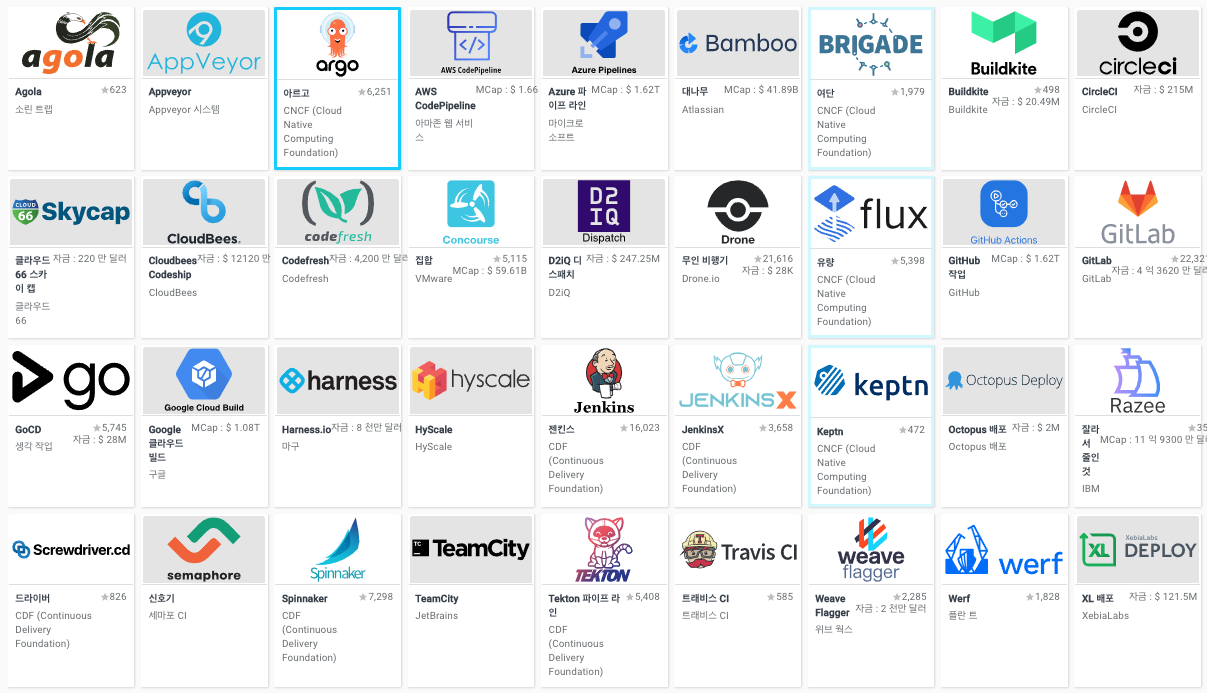 agola
Agola ★623
소린 트랩
AppVeyor
Appveyor
Appveyor 시스템
argo
아르고 ★6,251
CNCF (Cloud
Native
Computing
Foundation)
AWS CodePipeline
AWS MCap : $ 1.66
CodePipeline
아마존 웹 서비
스
Azure Pipelines
Azure 파 MCap : $ 1.62T
이프 라인
마이크로
소프트
Bamboo
대나무 MCap : $ 41.89B
Atlassian
BRIGADE
여단 ★1,979
CNCF (Cloud
Native
Computing
Foundation)
Buildkite
Buildkite ★498
자금 : $ 20.49M
Buildkite
circleci
CircleCI 자금 : $ 215M
CircleCI
CLOUD
66
Skycap
클라우드 자금 : 220 만 달러
66 스카
이 캡
클라우드
66
CloudBees.
Cloudbees 자금 : $ 12120 만
Codeship
CloudBees
codefresh
Codefresh 자금 : 4,200 만 달러
Codefresh
Concourse
집합 ★5,115
MCap : $ 59.61B
VMware
D2
IQ
Dispatch
D2iQ 디 자금 : $ 247.25M
스패치
D2iQ
Drone
무인 비행기 ★21,616
자금 : $ 28K
Drone.io
flux
유량 ★5,398
CNCF (Cloud
Native
Computing
Foundation)
GitHub Actions
GitHub MCap : $ 1.62T
작업
GitHub
GitLab
GitLab ★22,32
자금 : 4 억 3620 만 달러
GitLab
go
GoCD ★5,745
자금 : $ 28M
생각 작업
Google Cloud Build
Google MCap : $ 1.08T
클라우드
빌드
구글
harness
Harness.io 자금 : 8 천만 달러
마구
hyscale
HyScale
HyScale
Jenkins
젠킨스 ★16,023
CDF
(Continuous
Delivery
Foundation)
JENKINS X
JenkinsX ★3,658
CDF
(Continuous
Delivery
Foundation)
keptn
Keptn ★472
CNCF (Cloud
Native
Computing
Foundation)
Octopus Deploy
Octopus 배포 자금 : $ 2M
Octopus 배포
Razee
잘라 ★35
서 MCap : 11 억 9300 만 달러
줄인
것
IBM
Screwdriver.cd
드라이버 ★826
CDF (Continuous
Delivery
Foundation)
semaphore
신호기
세마포 CI
Spinnaker
Spinnaker ★7,298
CDF
(Continuous
Delivery
Foundation)
TC
TeamCity
TeamCity
JetBrains
TEKTON
Tekton 파이프 라 ★5,408
인
CDF
(Continuous
Delivery
Foundation)
T
Travis CI
트래비스 CI ★585
트래비스 CI
weave
flagger
Weave ★2,285
Flagger 자금 : 2 천만 달러
위브 웍스
werf
Werf ★1,828
플란 트
XL
XebiaLabs
DEPLOY
XL 배포 자금 : $ 121.5M
XebiaLabs